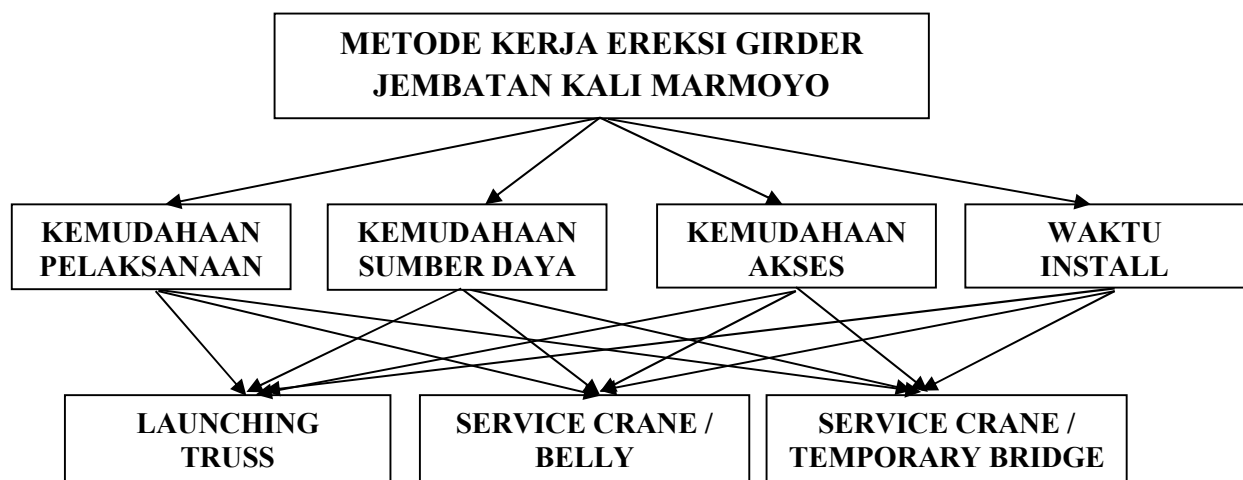 METODE KERJA EREKSI GIRDER
JEMBATAN KALI MARMOYO
KEMUDAHAAN
PELAKSANAAN
KEMUDAHAAN
SUMBER DAYA
KEMUDAHAAN
AKSES
WAKTU
INSTALL
LAUNCHING
TRUSS
SERVICE CRANE /
BELLY
SERVICE CRANE /
TEMPORARY BRIDGE